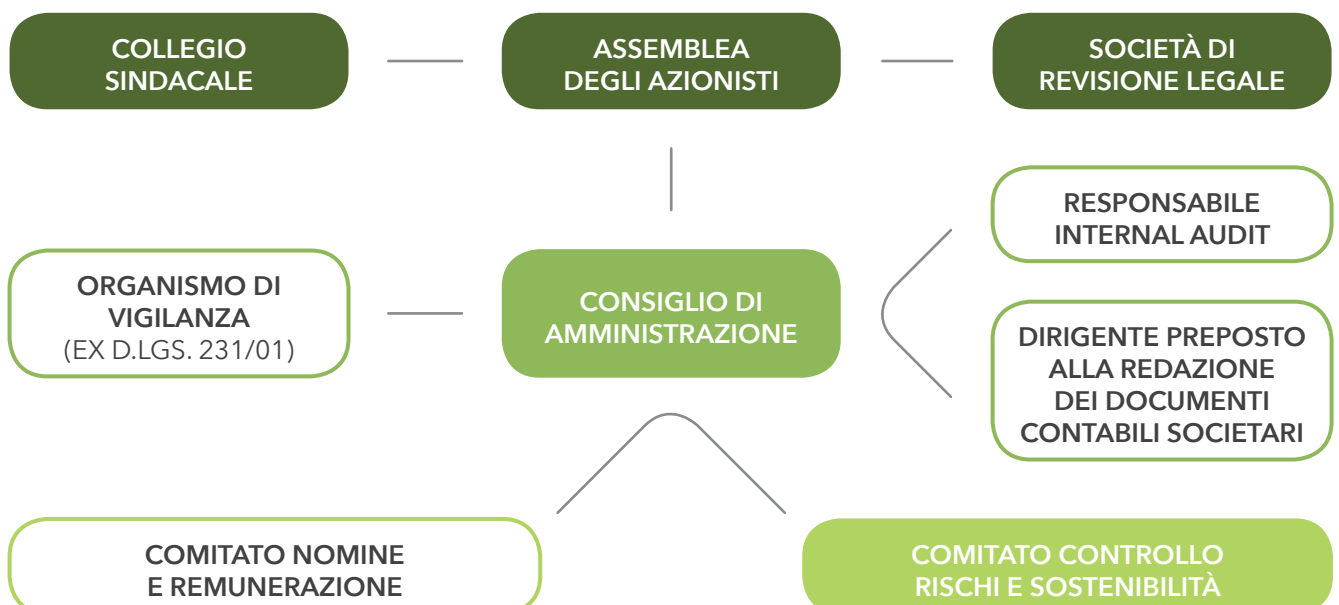 COLLEGIO
SINDACALE
ASSEMBLEA
DEGLI AZIONISTI
SOCIETÀ DI
REVISIONE LEGALE
RESPONSABILE
INTERNAL AUDIT
ORGANISMO DI
VIGILANZA
(EX D.LGS. 231/01)
CONSIGLIO DI
AMMINISTRAZIONE
DIRIGENTE PREPOSTO
ALLA REDAZIONE
DEI DOCUMENTI
CONTABILI SOCIETARI
COMITATO NOMINE
E REMUNERAZIONE
COMITATO CONTROLLO
RISCHI E SOSTENIBILITÀ